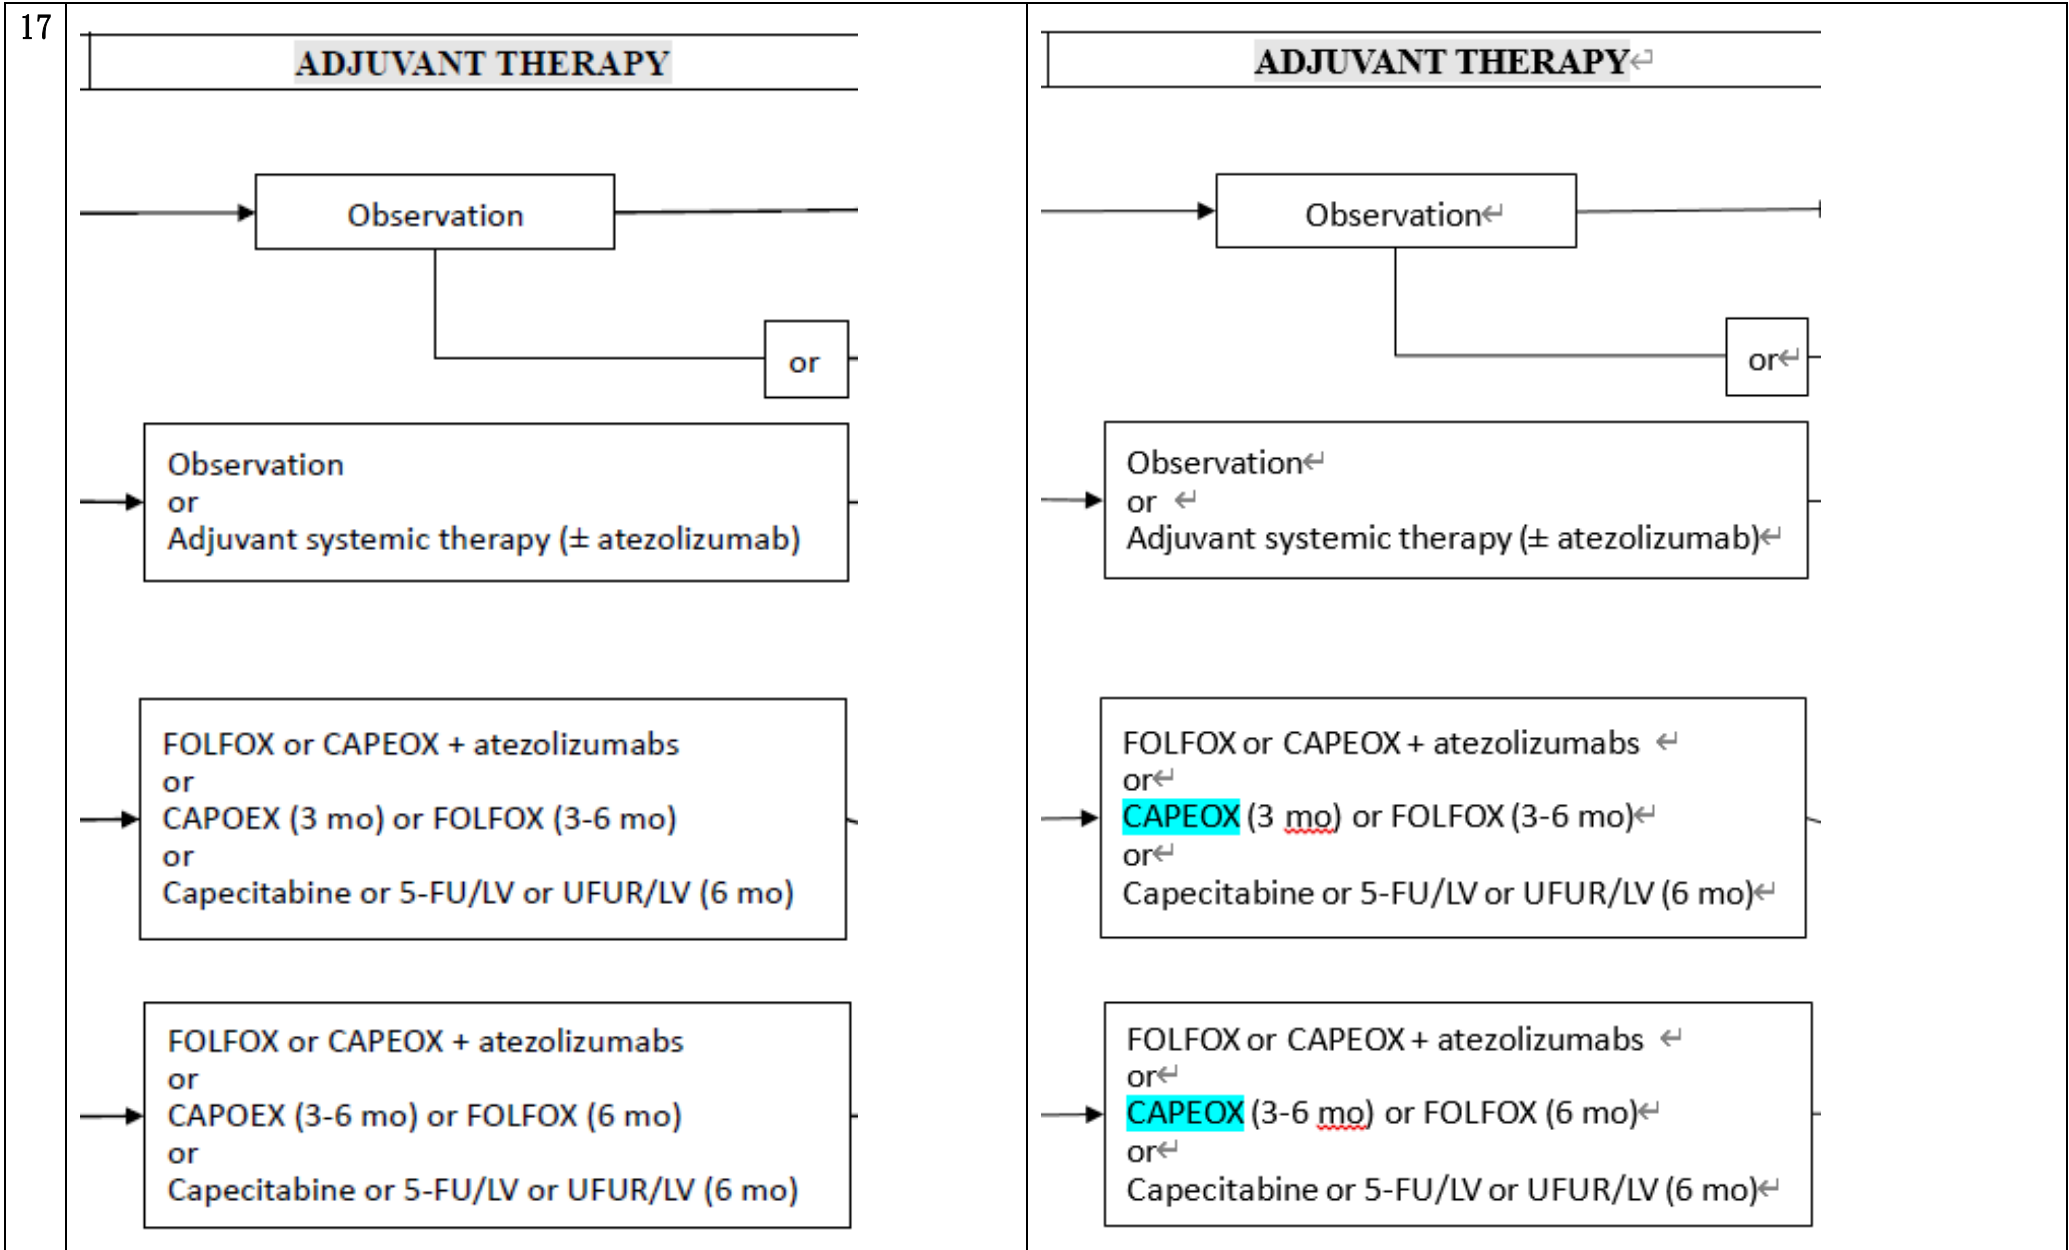 17
ADJUVANT THERAPY
Observation
or
Observation
or
Adjuvant systemic therapy (± atezolizumab)
FOLFOX or CAPEOX + atezolizumabs
or
CAPOEX (3 mo) or FOLFOX (3-6 mo)
or
Capecitabine or 5-FU/LV or UFUR/LV (6 mo)
FOLFOX or CAPEOX + atezolizumabs
or
CAPOEX (3-6 mo) or FOLFOX (6 mo)
or
Capecitabine or 5-FU/LV or UFUR/LV (6 mo)
ADJUVANT THERAPY↵
Observation↵
or↵
Observation↵
or ↵
Adjuvant systemic therapy (± atezolizumab)↵
FOLFOX or CAPEOX + atezolizumabs ↵
or↵
CAPEOX (3 mo) or FOLFOX (3-6 mo)↵
or↵
Capecitabine or 5-FU/LV or UFUR/LV (6 mo)↵
FOLFOX or CAPEOX + atezolizumabs ↵
or↵
CAPEOX (3-6 mo) or FOLFOX (6 mo)↵
or↵
Capecitabine or 5-FU/LV or UFUR/LV (6 mo)↵